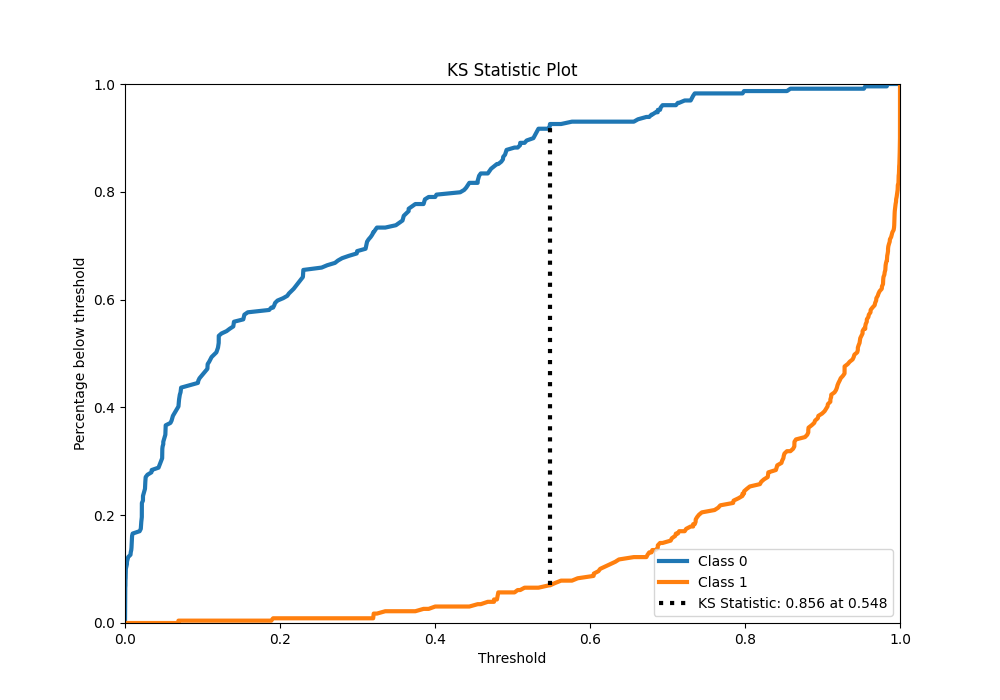 KS Statistic Plot
1.0
0.8
0.6
0.4
0.2
0.0
Percentage below threshold
0.0 0.2 0.4 0.6 0.8 1.0
Threshold
Class 0
Class 1
KS Statistic: 0.856 at 0.548